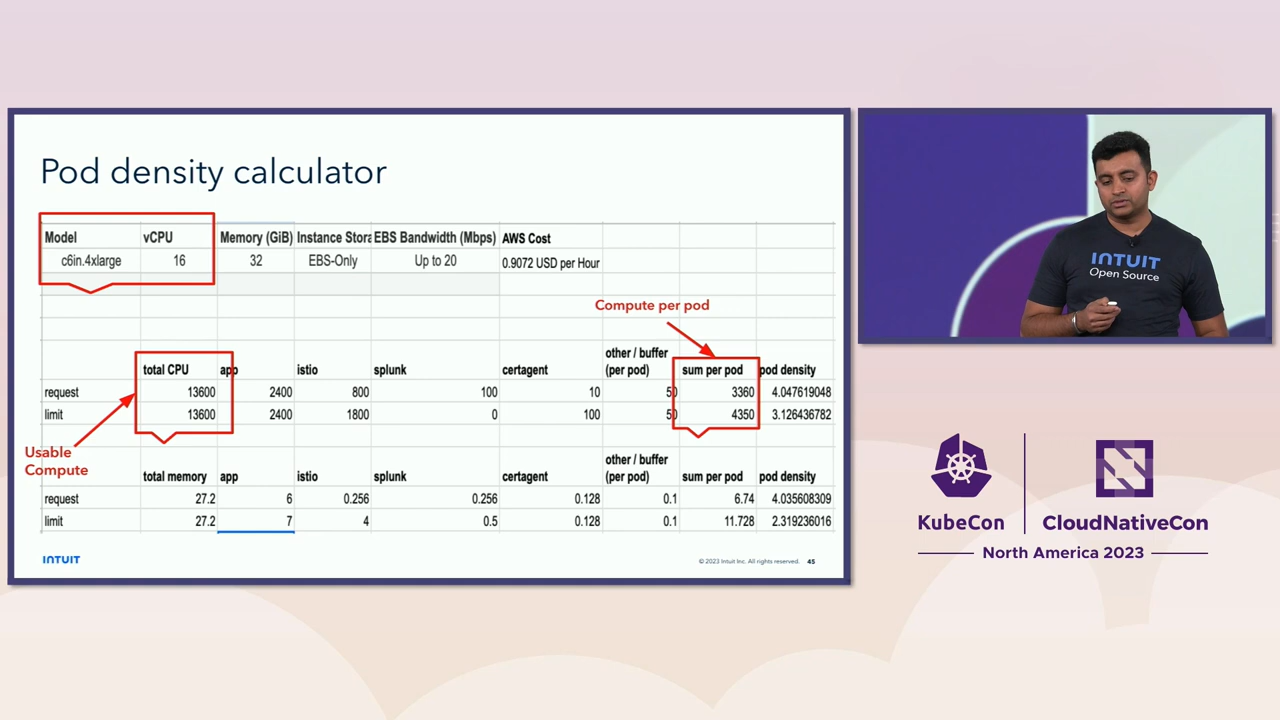 Pod density calculator
Model vCPU Memory (GiB) Instance Stora EBS Bandwidth (Mbps) AWS Cost
c6in.4xlarge 16 32 EBS-Only Up to 20 0.9072 USD per Hour
Compute per pod
total CPU app istio splunk certagent other / buffer (per pod) sum per pod pod density
request 13600 2400 800 100 10 50 3360 4.047619048
limit 13600 2400 1800 0 100 50 4350 3.126436782
Usable
Compute
total memory app istio splunk certagent other / buffer (per pod) sum per pod pod density
request 27.2 6 0.256 0.256 0.128 0.1 6.74 4.035608309
limit 27.2 7 4 0.5 0.128 0.1 11.728 2.319236016
INTUIT
© 2023 Intuit Inc. All rights reserved. 45
INTUIT
Open Source
KubeCon
CloudNativeCon
North America 2023